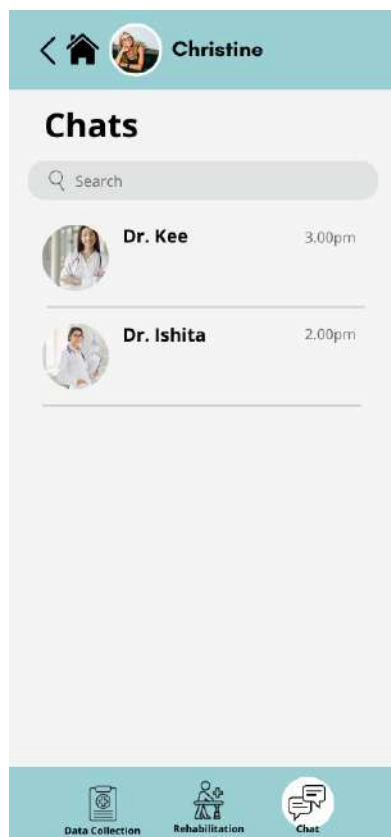 Christine
Chats
Search
Dr. Kee 3.00pm
Dr. Ishita 2.00pm
Data Collection Rehabilitation Chat